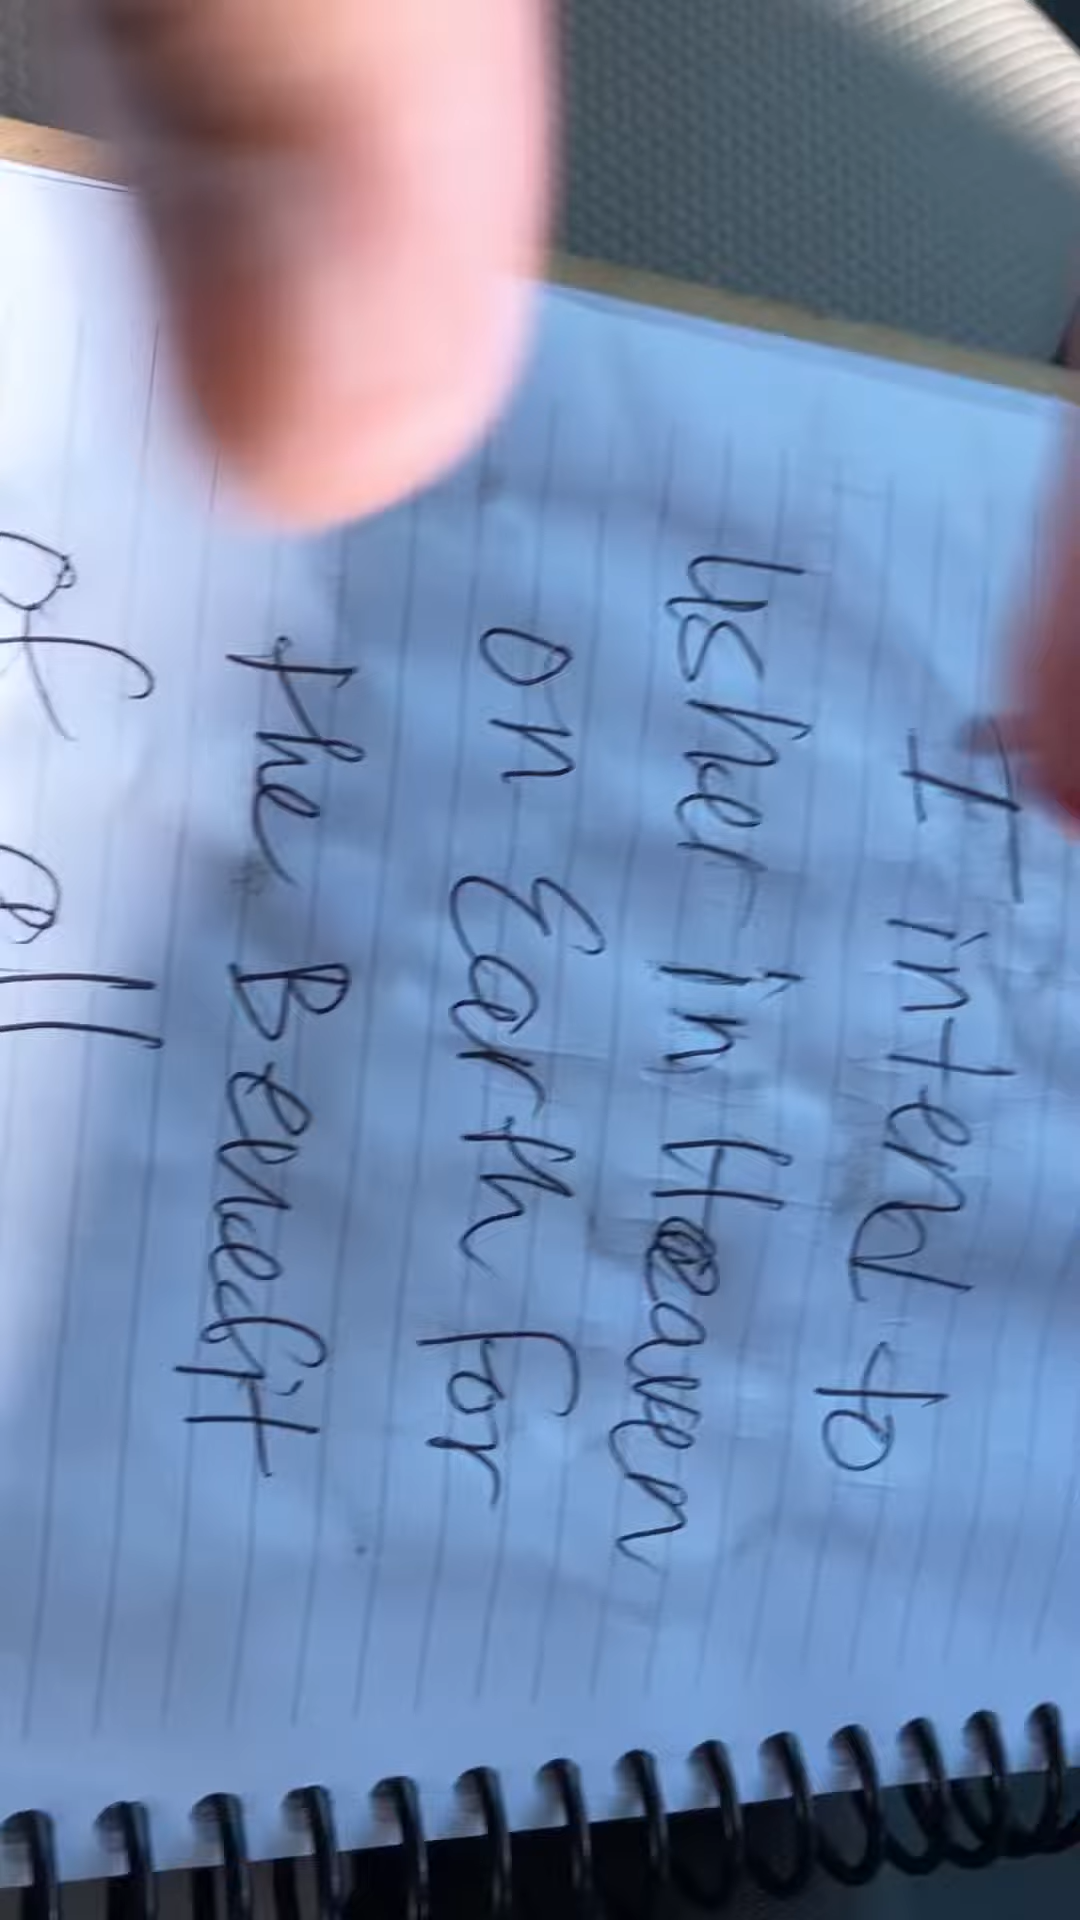 I intend to
usher in Heaven
on Earth for
the Benefit
of all